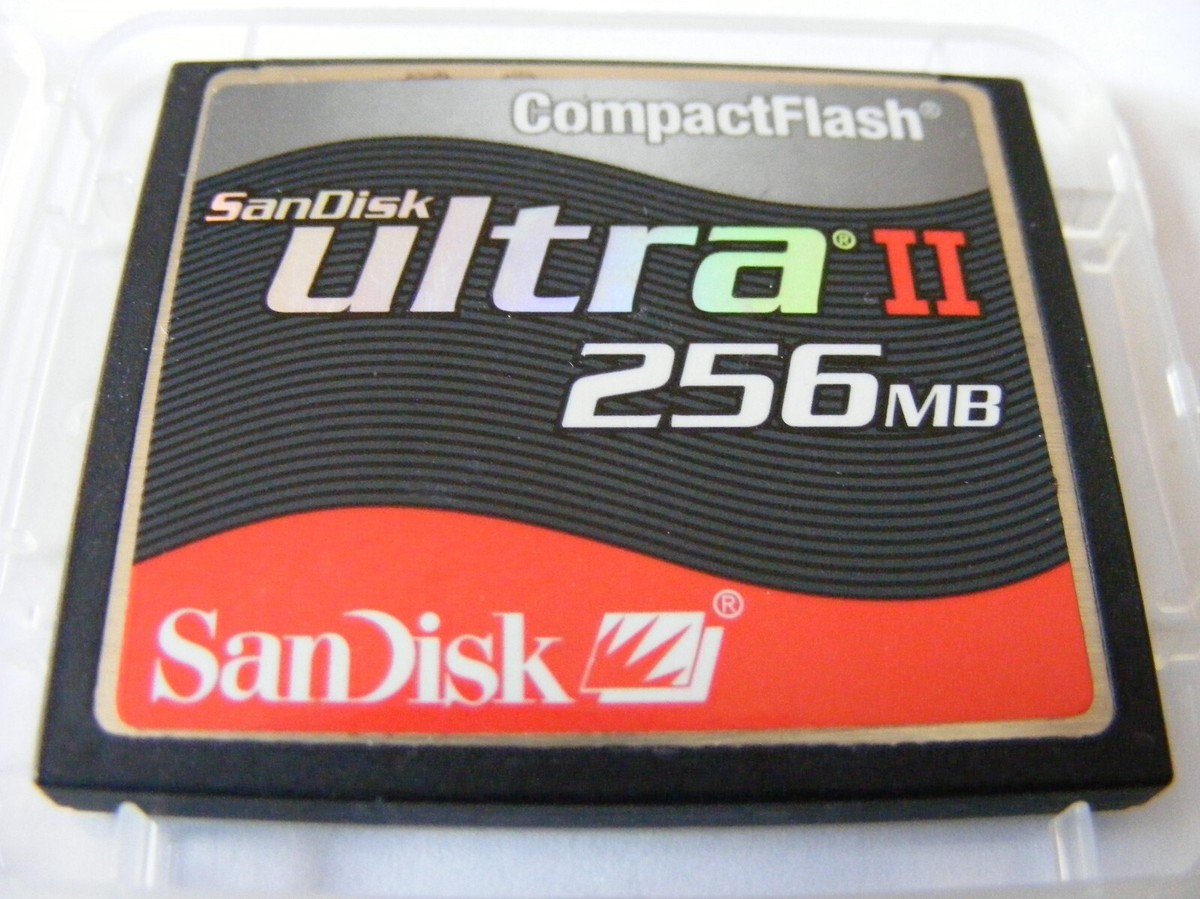 CompactFlash®
SanDisk
ultra® II
256MB
SanDisk®